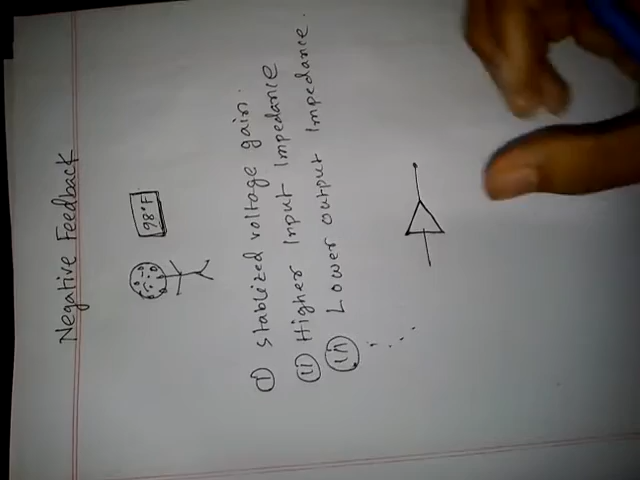 Negative Feedback
98°F
(i) Stablized voltage gain.
(ii) Higher Input Impedance
(iii) Lower output Impedance.